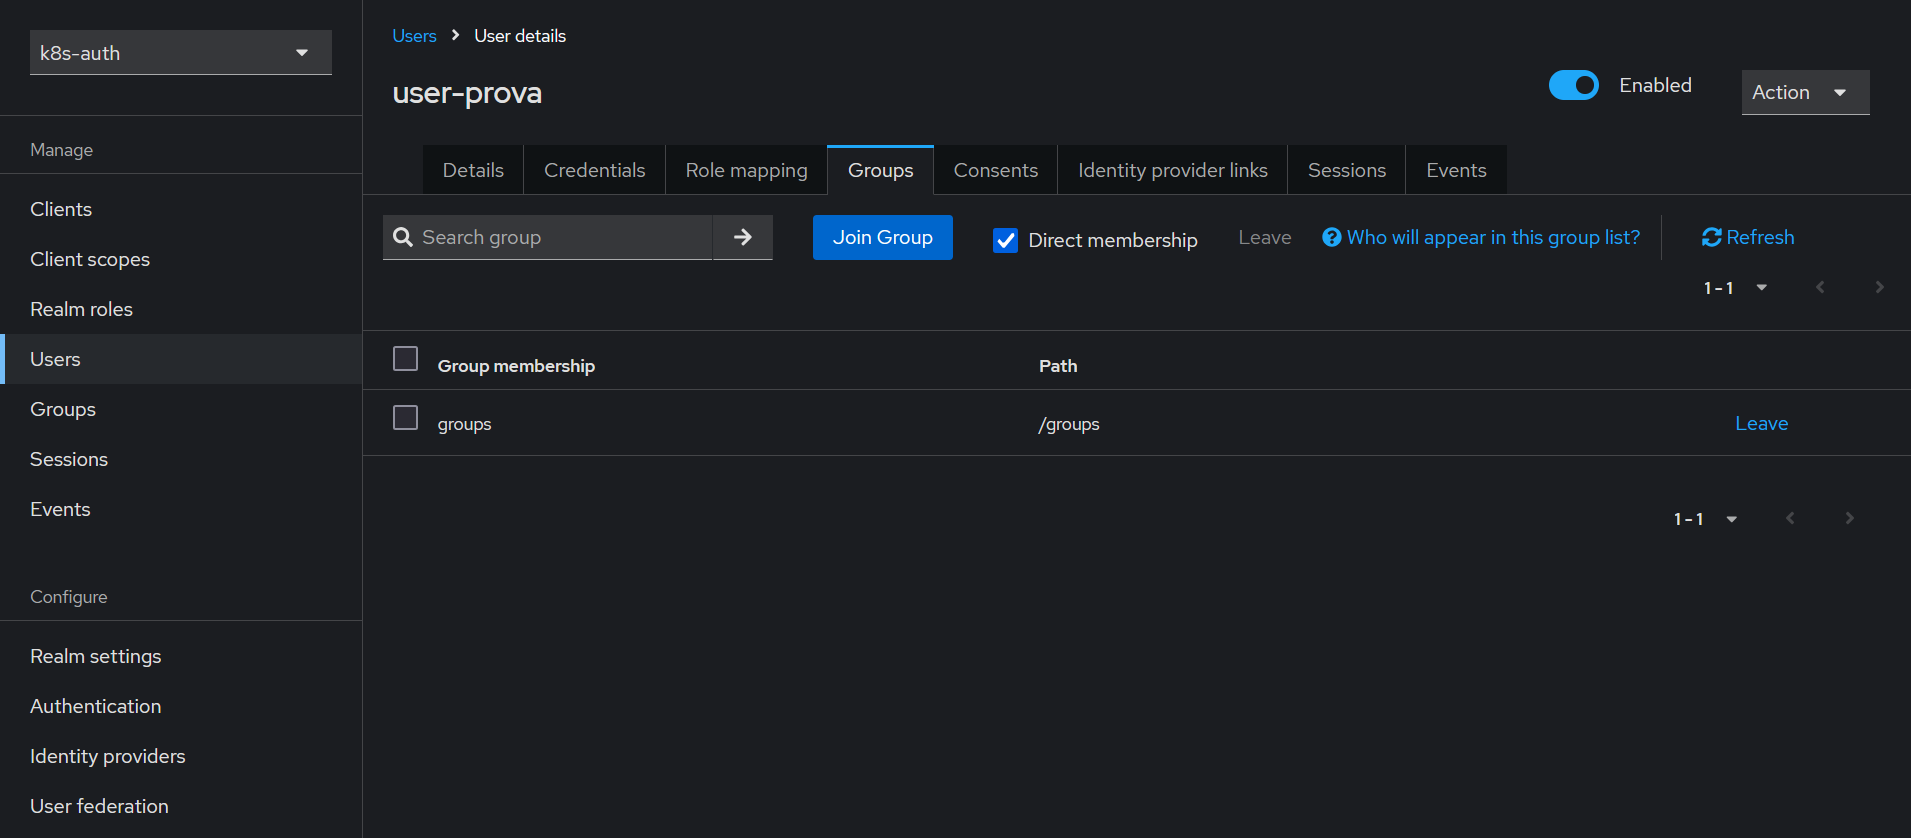 k8s-auth
Manage
Clients
Client scopes
Realm roles
Users
Groups
Sessions
Events
Configure
Realm settings
Authentication
Identity providers
User federation
Users User details
user-prova
Enabled
Action
Details Credentials Role mapping Groups Consents Identity provider links Sessions Events
Search group Join Group Direct membership Leave Who will appear in this group list? Refresh
1 - 1
Group membership Path
groups /groups Leave
1 - 1